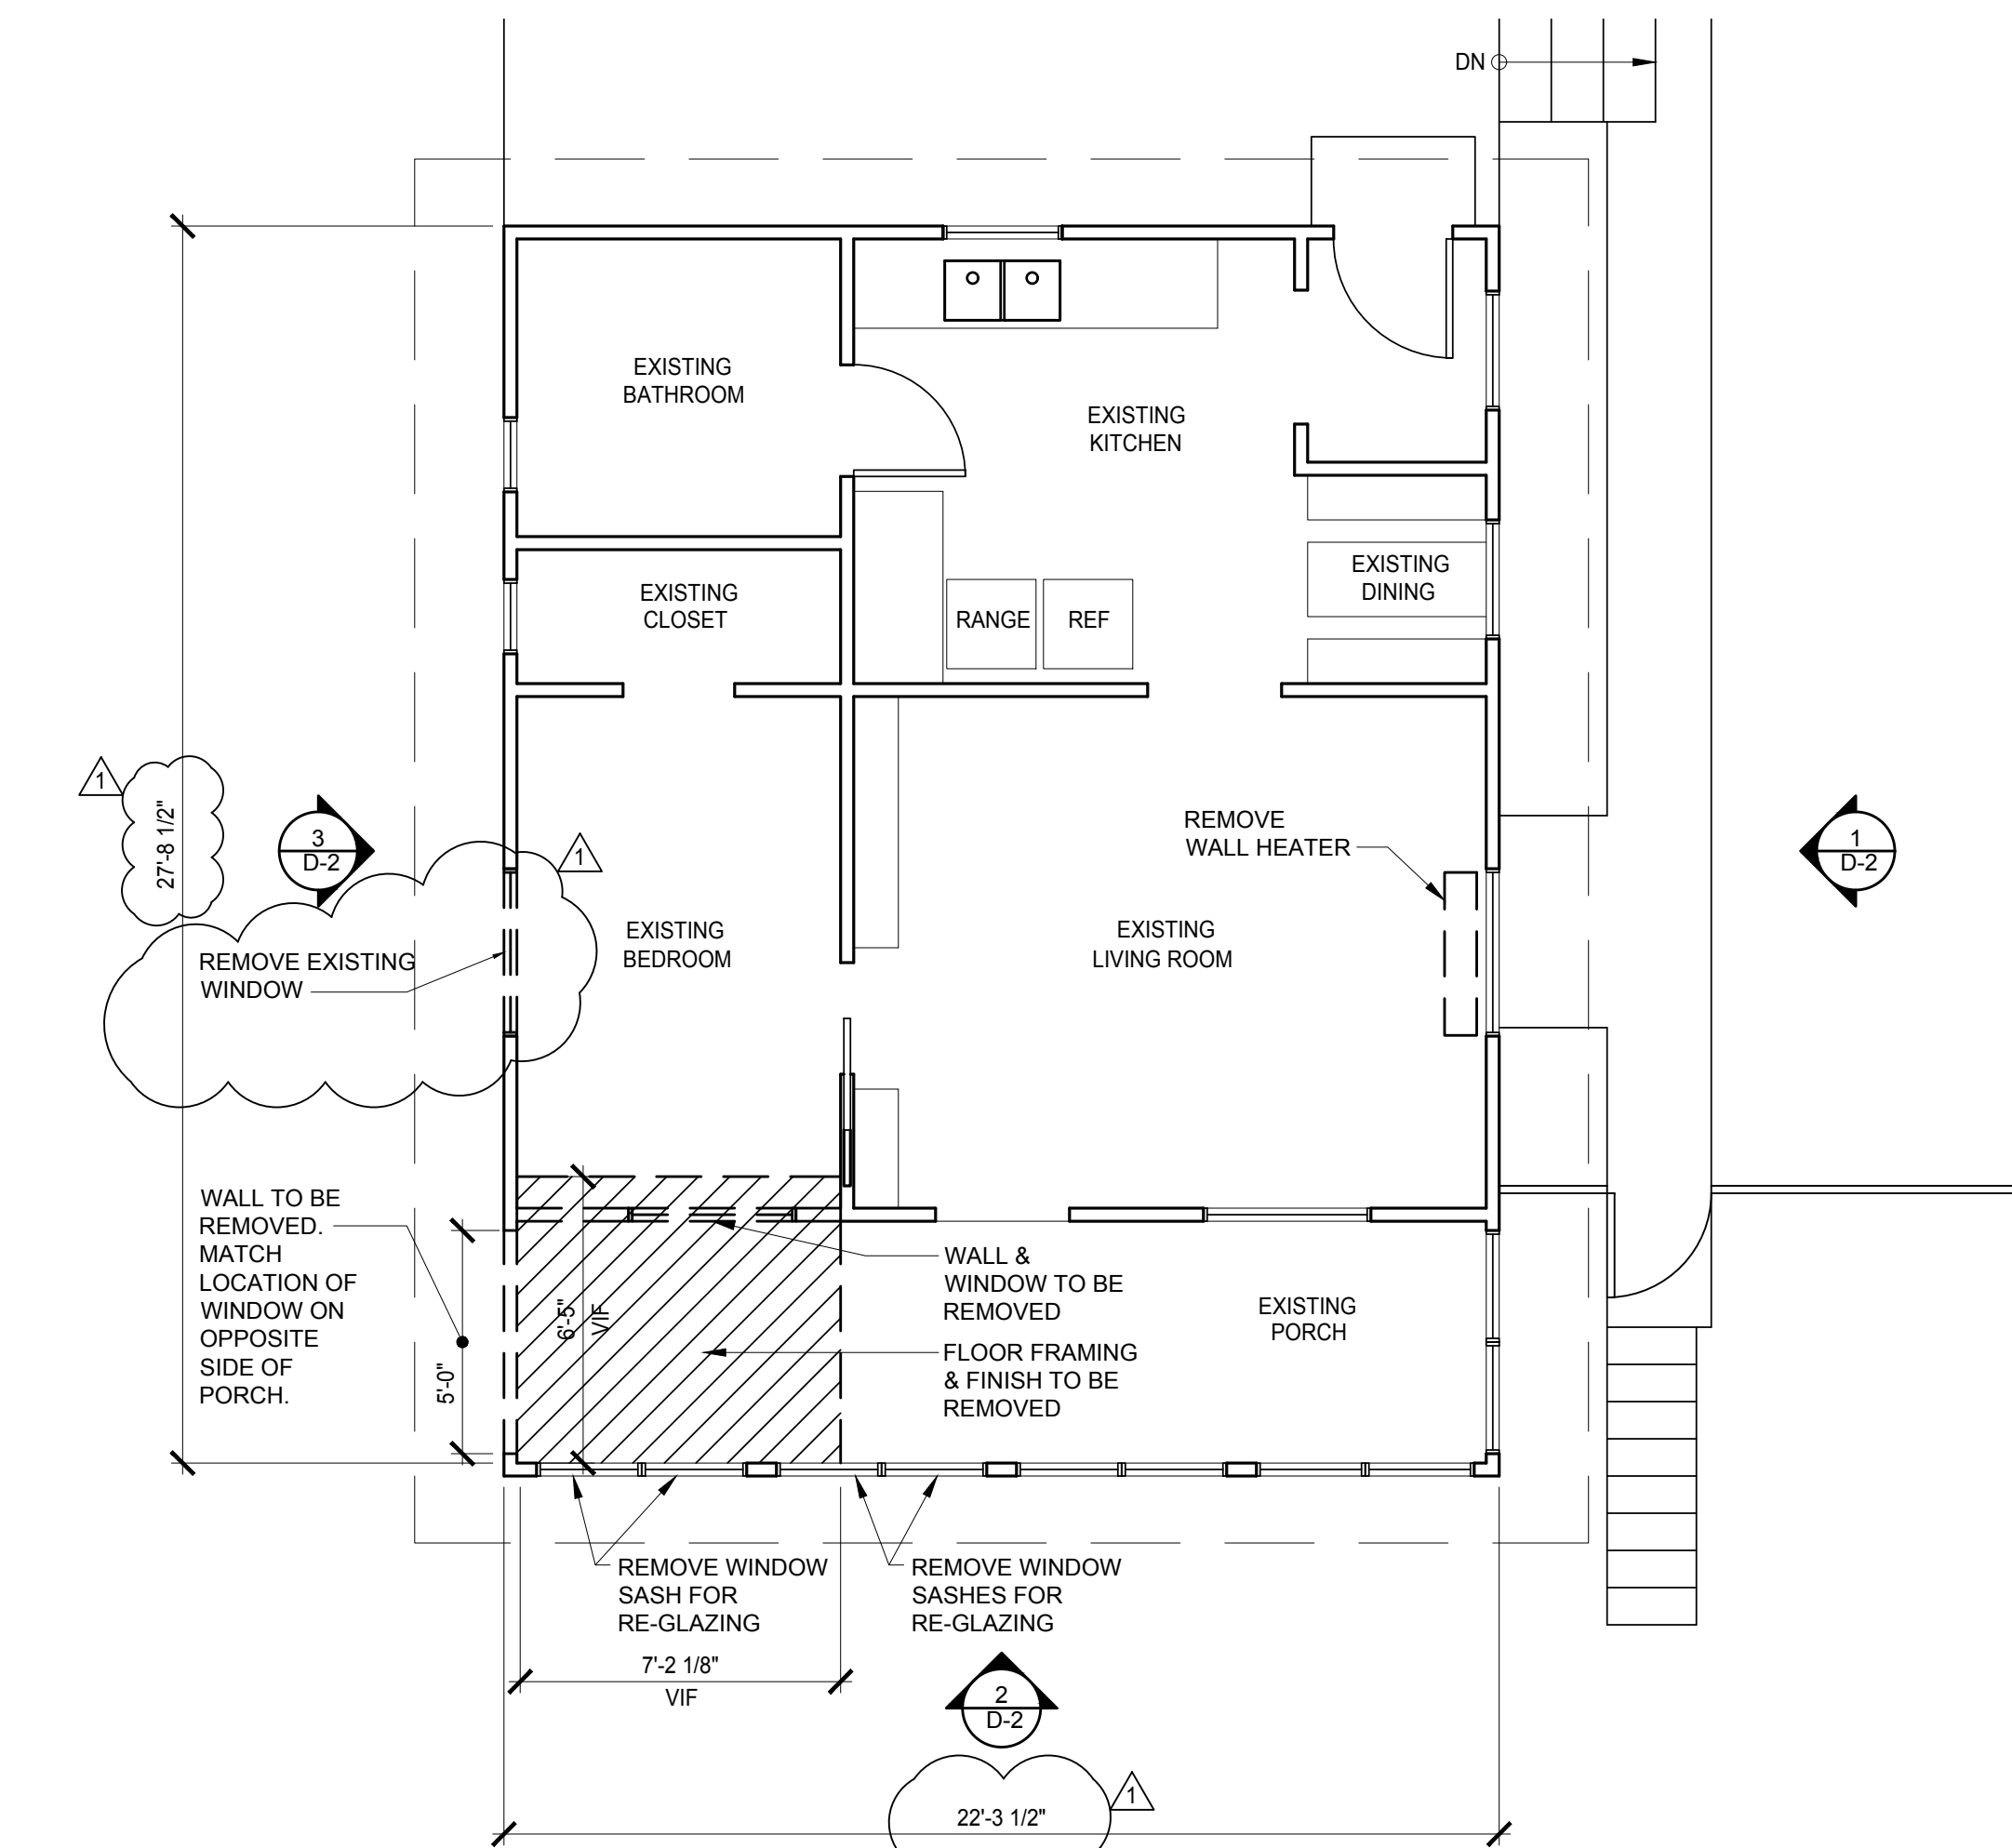 DN
EXISTING
BATHROOM
EXISTING
KITCHEN
EXISTING
CLOSET
RANGE
REF
EXISTING
DINING
1
27'-8 1/2"
3
D-2
1
REMOVE EXISTING
WINDOW
EXISTING
BEDROOM
REMOVE
WALL HEATER
EXISTING
LIVING ROOM
1
D-2
WALL TO BE
REMOVED.
MATCH
LOCATION OF
WINDOW ON
OPPOSITE
SIDE OF
PORCH.
5'-0"
6'-5"
VIF
WALL &
WINDOW TO BE
REMOVED
FLOOR FRAMING
& FINISH TO BE
REMOVED
EXISTING
PORCH
REMOVE WINDOW
SASH FOR
RE-GLAZING
REMOVE WINDOW
SASHES FOR
RE-GLAZING
7'-2 1/8"
VIF
2
D-2
1
22'-3 1/2"